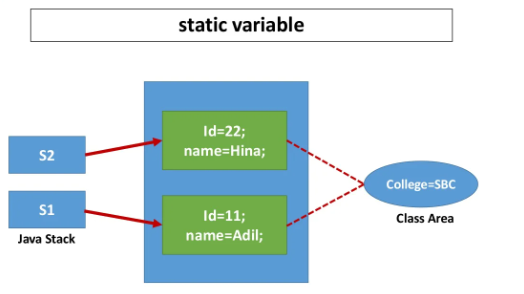 static variable
Id=22;
name=Hina;
S2
College=SBC
S1
Id=11;
name=Adil;
Class Area
Java Stack